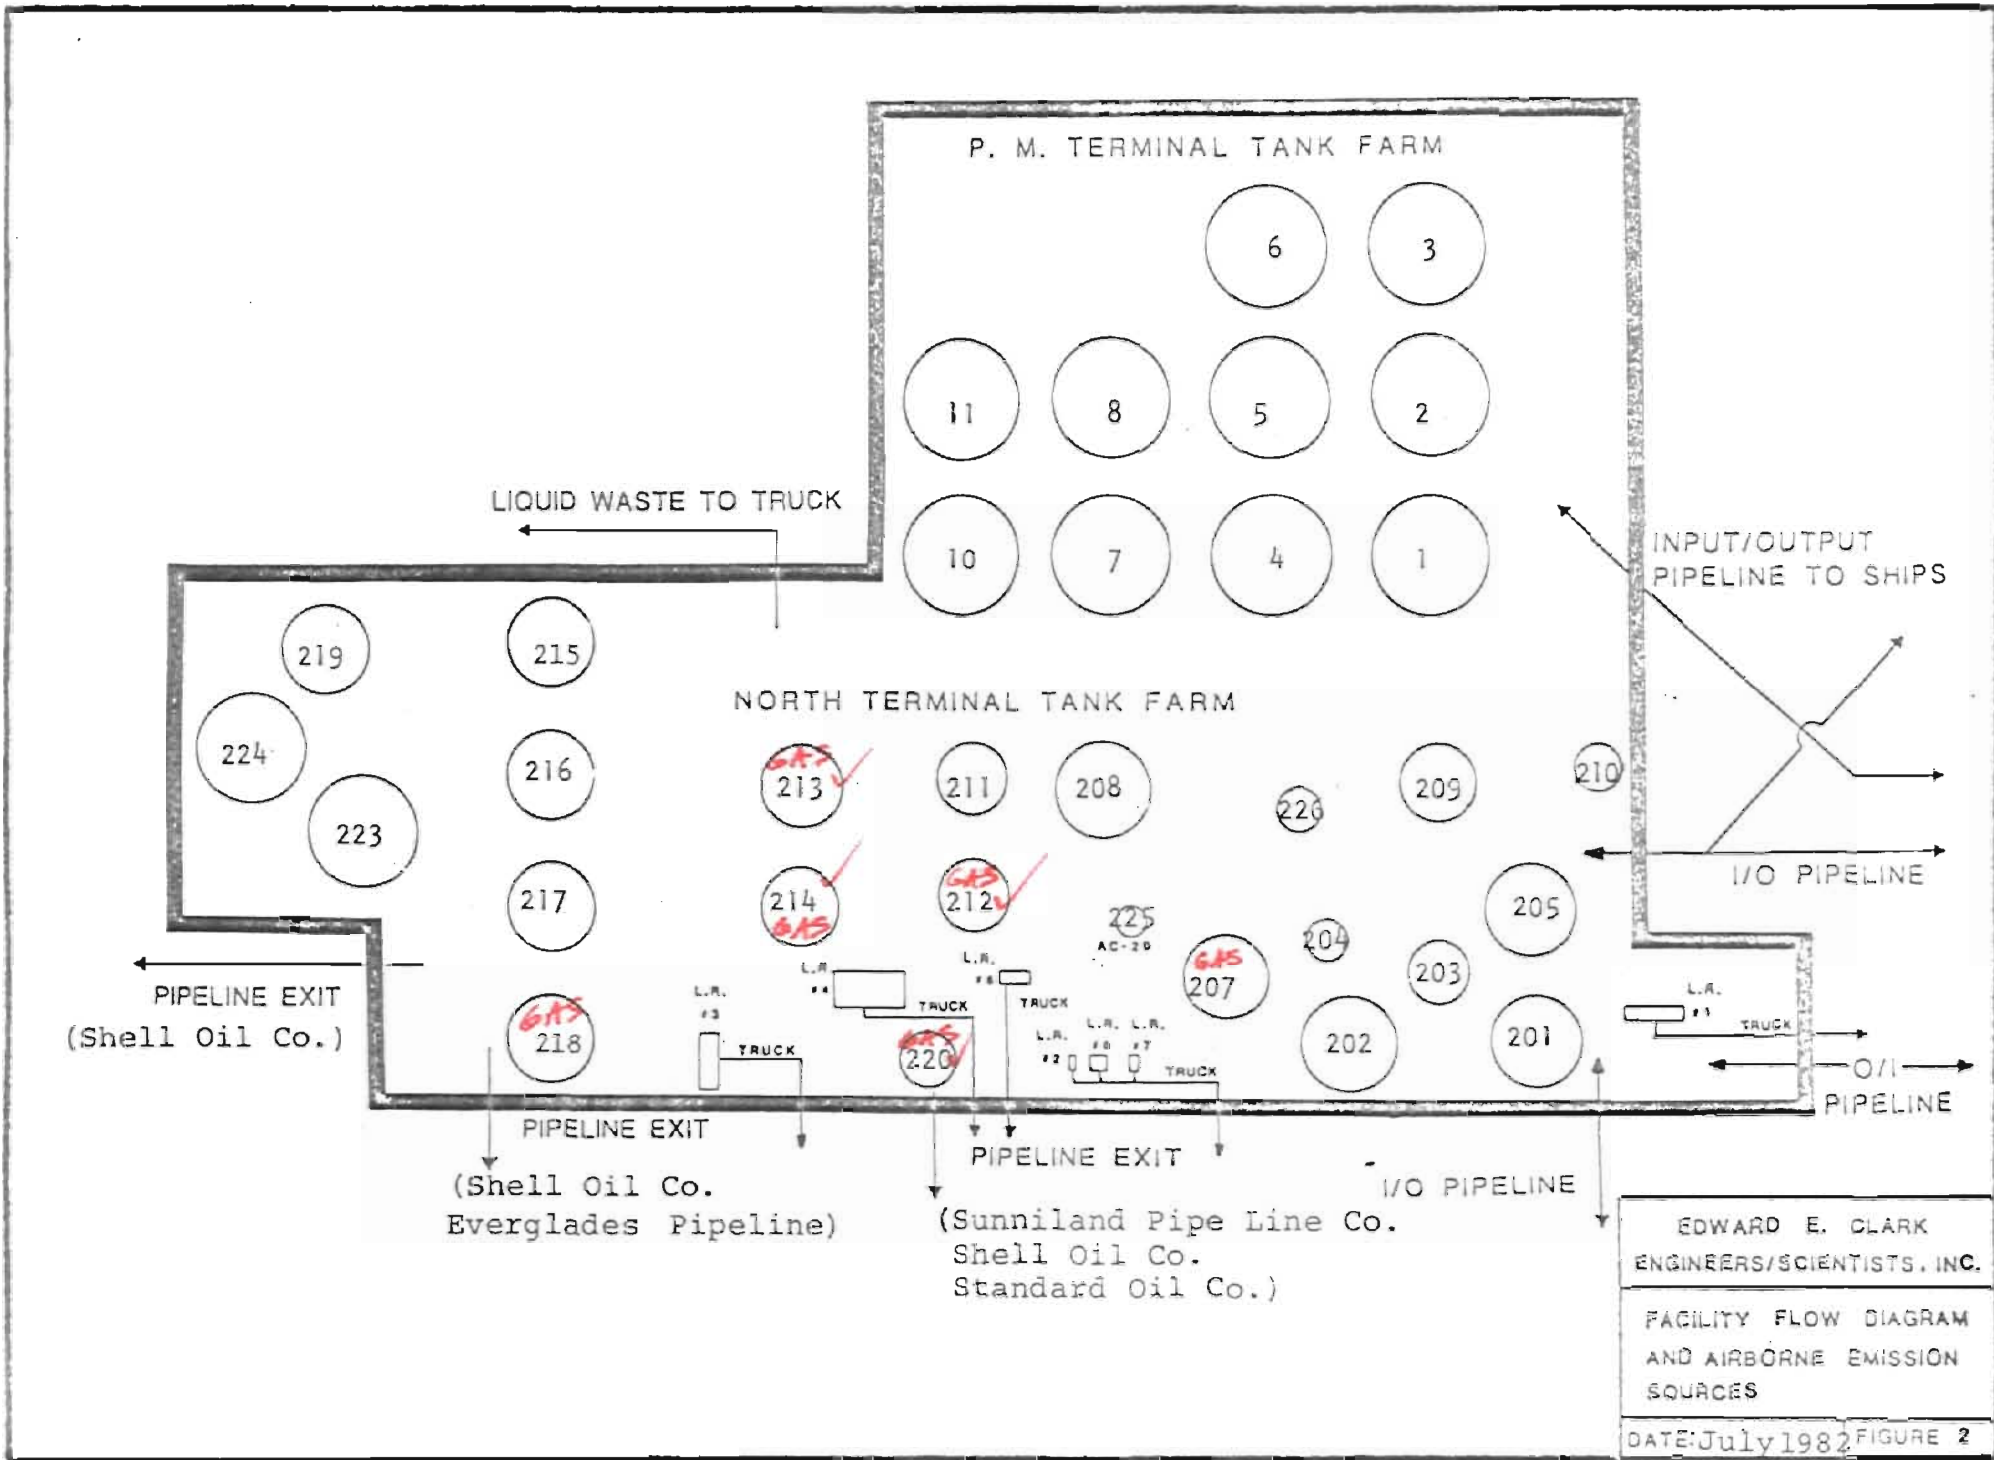 P. M. TERMINAL TANK FARM
6
3
11
8
5
2
10
7
4
1
LIQUID WASTE TO TRUCK
INPUT/OUTPUT
PIPELINE TO SHIPS
219
215
224
223
216
217
NORTH TERMINAL TANK FARM
GAS
213
211
208
226
209
210
214
GAS
GAS
212
225
AC-20
GAS
207
204
203
205
I/O PIPELINE
PIPELINE EXIT
(Shell Oil Co.)
GAS
218
L.R.
#3
TRUCK
L.R.
#4
TRUCK
GAS
220
L.R.
TRUCK
L.R.
#2
L.R.
L.R.
#7
TRUCK
202
201
L.R.
#1
TRUCK
O/I
PIPELINE
PIPELINE EXIT
(Shell Oil Co.
Everglades Pipeline)
PIPELINE EXIT
(Sunniland Pipe Line Co.
Shell Oil Co.
Standard Oil Co.)
I/O PIPELINE
EDWARD E. CLARK
ENGINEERS/SCIENTISTS, INC.
FACILITY FLOW DIAGRAM
AND AIRBORNE EMISSION
SOURCES
DATE: July 1982 FIGURE 2